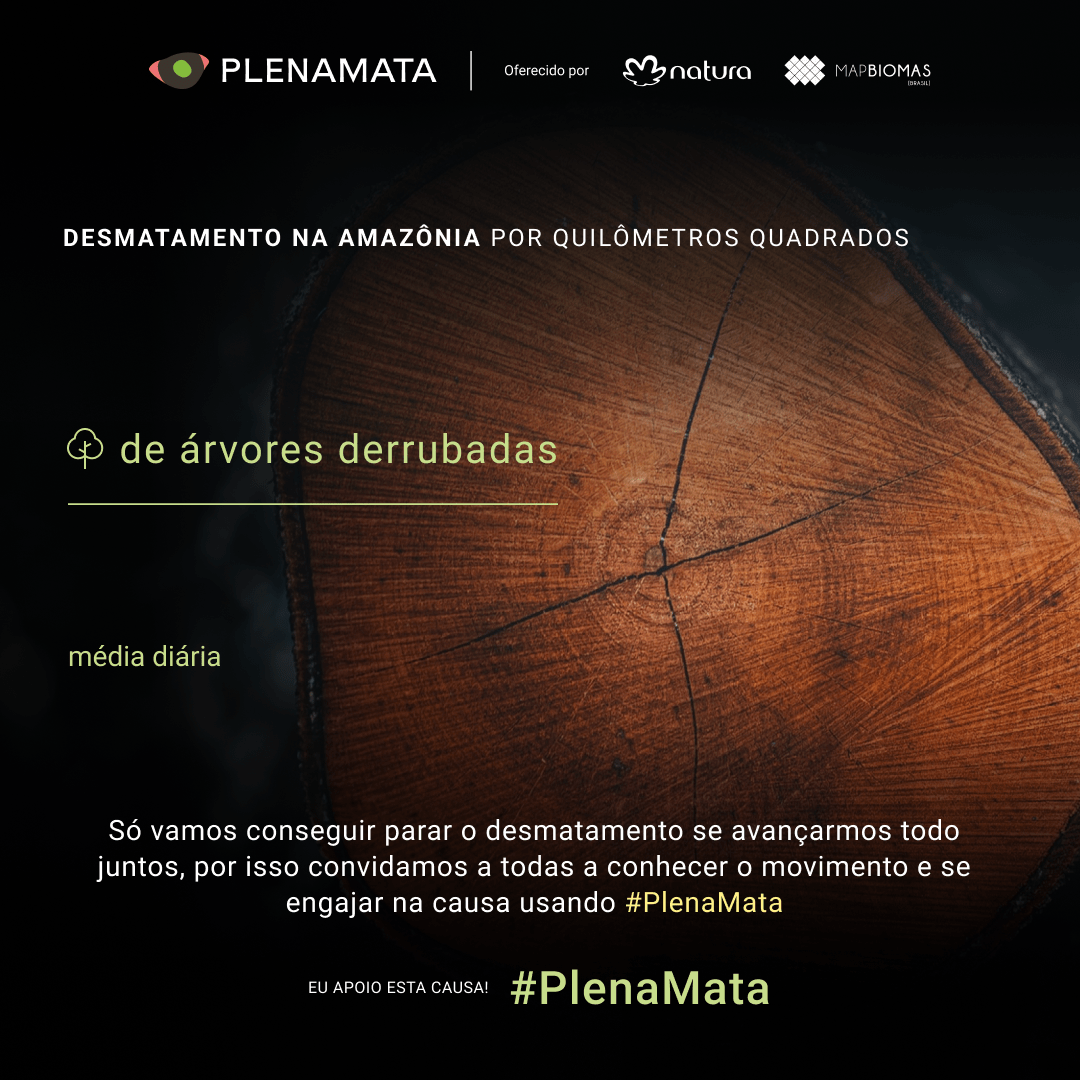 PLENAMATA
Oferecido por
natura
MAPBIOMAS
[BRASIL]
DESMATAMENTO NA AMAZÔNIA POR QUILÔMETROS QUADRADOS
de árvores derrubadas
média diária
Só vamos conseguir parar o desmatamento se avançarmos todo
juntos, por isso convidamos a todas a conhecer o movimento e se
engajar na causa usando #PlenaMata
EU APOIO ESTA CAUSA! #PlenaMata